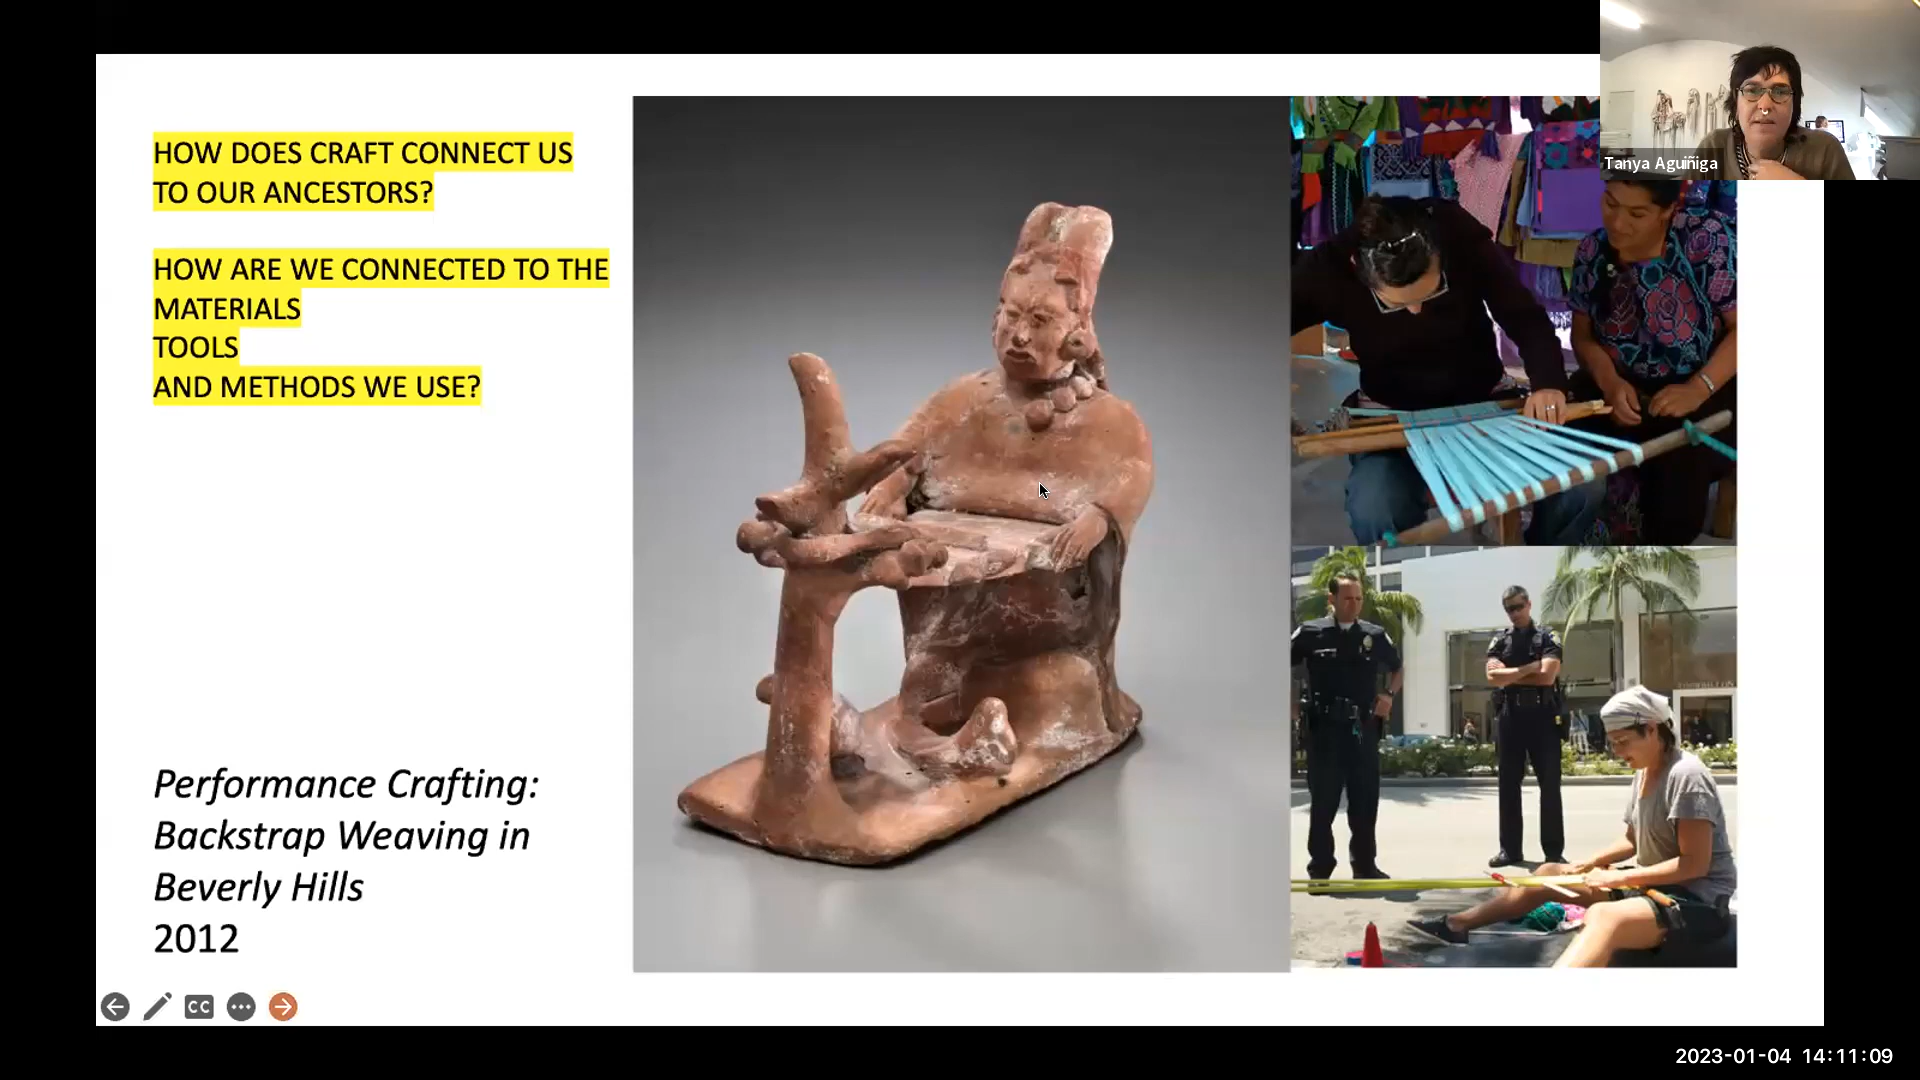 HOW DOES CRAFT CONNECT US
TO OUR ANCESTORS?
HOW ARE WE CONNECTED TO THE
MATERIALS
TOOLS
AND METHODS WE USE?
Performance Crafting:
Backstrap Weaving in
Beverly Hills
2012
Tanya Aguiñiga
CC
2023-01-04 14:11:09